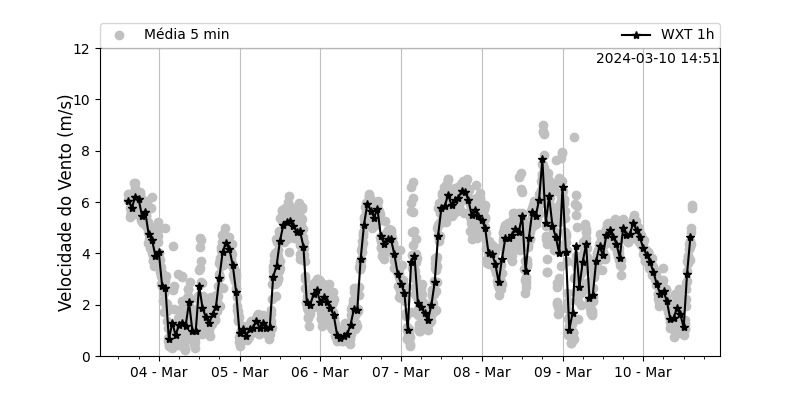 Média 5 min
WXT 1h
2024-03-10 14:51
Velocidade do Vento (m/s)
12
10
8
6
4
2
0
04 - Mar
05 - Mar
06 - Mar
07 - Mar
08 - Mar
09 - Mar
10 - Mar